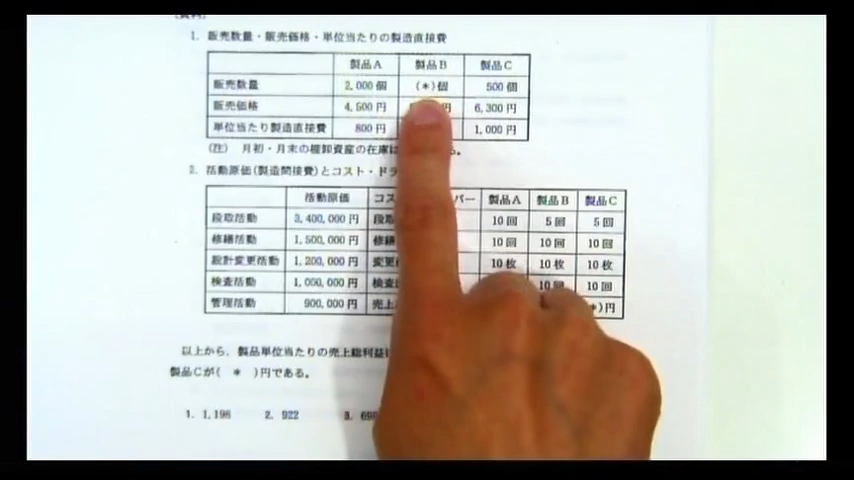 1. 販売数量・販売価格・単位当たりの製造直接費
製品A 製品B 製品C
販売数量 2,000個 (*)個 500個
販売価格 4,500円 円 6,300円
単位当たり製造直接費 800円 1,000円
(注) 月初・月末の棚卸資産の在庫は る。
2. 活動原価(製造間接費)とコスト・ドラ
活動原価 コス バー 製品A 製品B 製品C
段取活動 3,400,000円 段取 10回 5回 5回
修繕活動 1,500,000円 修繕 10回 10回 10回
設計変更活動 1,200,000円 変更 10枚 10枚 10枚
検査活動 1,050,000円 検査 10回 10回
管理活動 900,000円 売上 *)円
以上から、製品単位当たりの売上総利益
製品Cが( * )円である。
1. 1,198 2. 922 3. 698